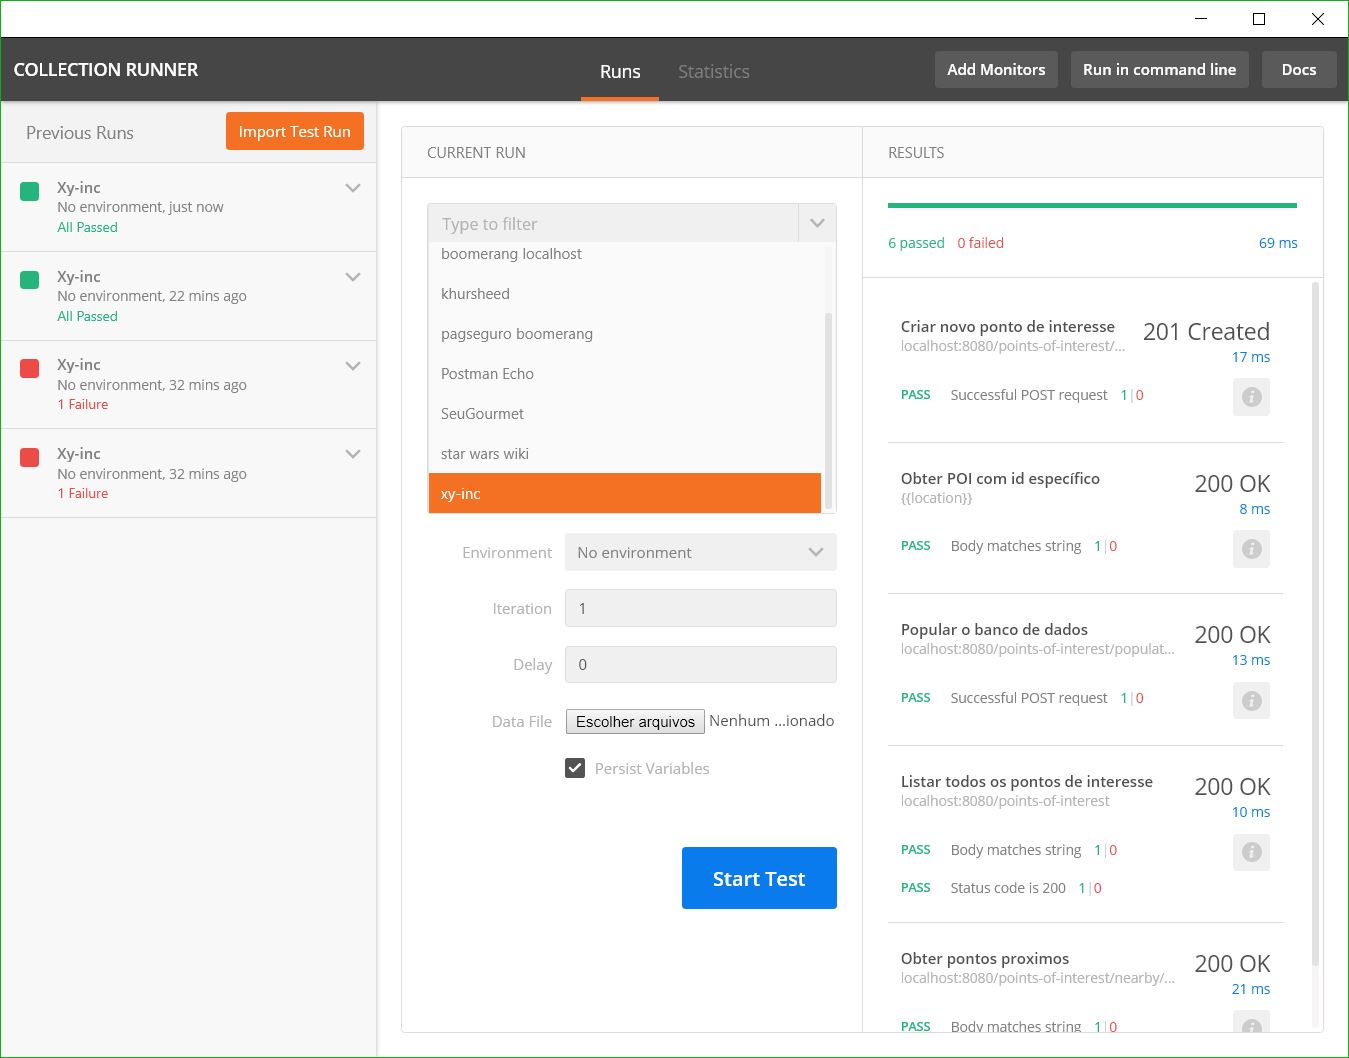 COLLECTION RUNNER
Runs
Statistics
Add Monitors
Run in command line
Docs
Previous Runs
Import Test Run
Xy-inc
No environment, just now
All Passed
Xy-inc
No environment, 22 mins ago
All Passed
Xy-inc
No environment, 32 mins ago
1 Failure
Xy-inc
No environment, 32 mins ago
1 Failure
CURRENT RUN
Type to filter
boomerang localhost
khursheed
pagseguro boomerang
Postman Echo
SeuGourmet
star wars wiki
xy-inc
Environment No environment
Iteration 1
Delay 0
Data File Escolher arquivos Nenhum ...ionado
Persist Variables
Start Test
RESULTS
6 passed 0 failed 69 ms
Criar novo ponto de interesse 201 Created
localhost:8080/points-of-interest/... 17 ms
PASS Successful POST request 1|0
Obter POI com id específico 200 OK
{{location}} 8 ms
PASS Body matches string 1|0
Popular o banco de dados 200 OK
localhost:8080/points-of-interest/populat... 13 ms
PASS Successful POST request 1|0
Listar todos os pontos de interesse 200 OK
localhost:8080/points-of-interest 10 ms
PASS Body matches string 1|0
PASS Status code is 200 1|0
Obter pontos proximos 200 OK
localhost:8080/points-of-interest/nearby/... 21 ms
PASS Body matches string 1|0